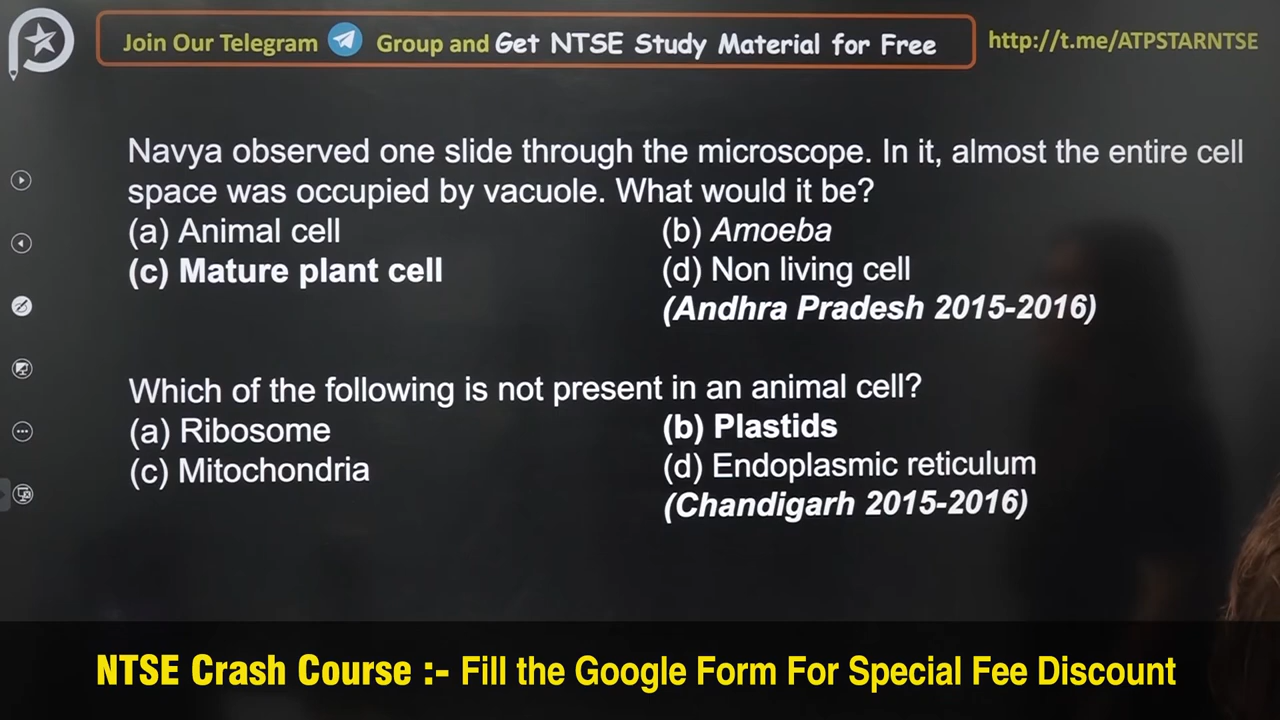 Join Our Telegram Group and Get NTSE Study Material for Free
http://t.me/ATPSTARNTSE
Navya observed one slide through the microscope. In it, almost the entire cell
space was occupied by vacuole. What would it be?
(a) Animal cell (b) Amoeba
(c) Mature plant cell (d) Non living cell
(Andhra Pradesh 2015-2016)
Which of the following is not present in an animal cell?
(a) Ribosome (b) Plastids
(c) Mitochondria (d) Endoplasmic reticulum
(Chandigarh 2015-2016)
NTSE Crash Course :- Fill the Google Form For Special Fee Discount